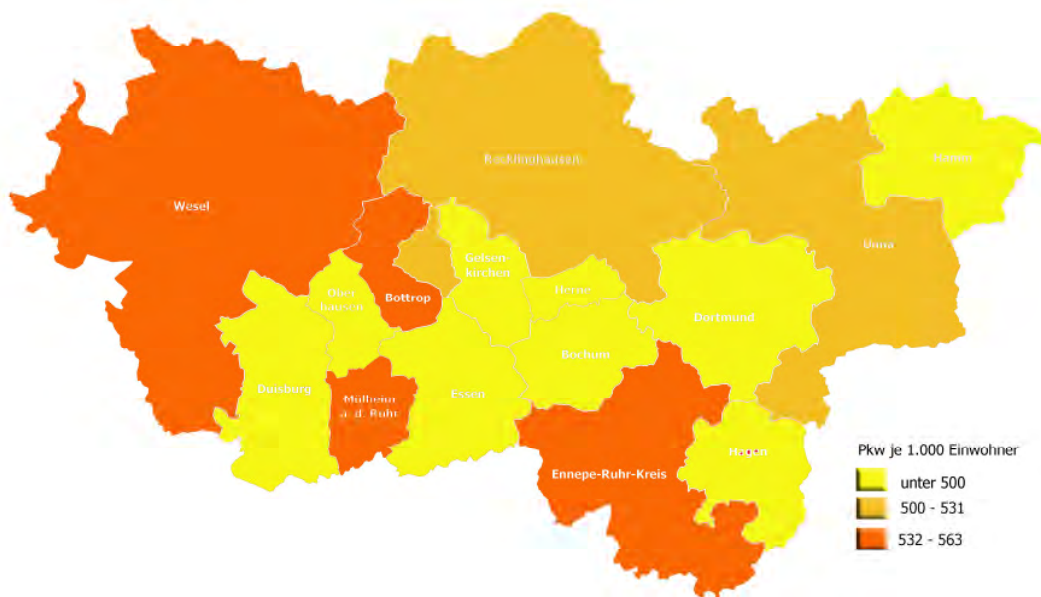 Recklinghausen
Hamm
Wesel
Unna
Gelsen-
kirchen
Ober-
hausen
Bottrop
Herne
Dortmund
Bochum
Duisburg
Mülheim
a. d. Ruhr
Essen
Hagen
Ennepe-Ruhr-Kreis
Pkw je 1.000 Einwohner
unter 500
500 - 531
532 - 563